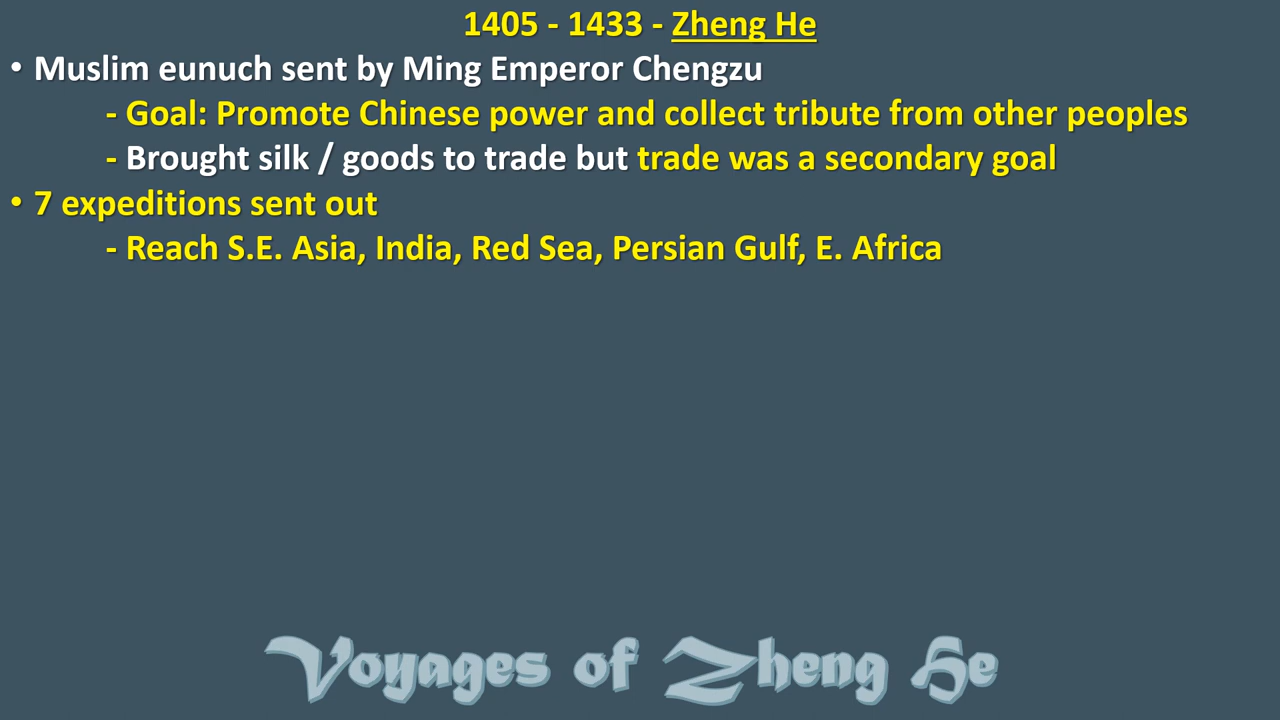 1405 - 1433 - Zheng He
• Muslim eunuch sent by Ming Emperor Chengzu
- Goal: Promote Chinese power and collect tribute from other peoples
- Brought silk / goods to trade but trade was a secondary goal
• 7 expeditions sent out
- Reach S.E. Asia, India, Red Sea, Persian Gulf, E. Africa
Voyages of Zheng He